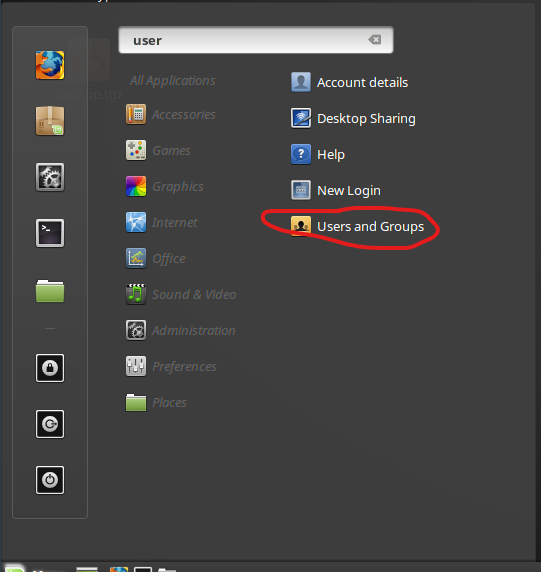 user
All Applications
Accessories
Games
Graphics
Internet
Office
Sound & Video
Administration
Preferences
Places
Account details
Desktop Sharing
Help
New Login
Users and Groups